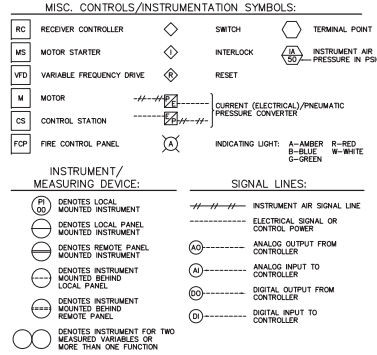 MISC. CONTROLS/INSTRUMENTATION SYMBOLS:
RC RECEIVER CONTROLLER
SWITCH
TERMINAL POINT
MS MOTOR STARTER
I INTERLOCK
IA 50 INSTRUMENT AIR
PRESSURE IN PSI
VFD VARIABLE FREQUENCY DRIVE
R RESET
M MOTOR
P E
CURRENT (ELECTRICAL)/PNEUMATIC
PRESSURE CONVERTER
CS CONTROL STATION
E P
FCP FIRE CONTROL PANEL
A INDICATING LIGHT: A-AMBER R-RED
B-BLUE W-WHITE
G-GREEN
INSTRUMENT/
MEASURING DEVICE:
PI 00 DENOTES LOCAL
MOUNTED INSTRUMENT
DENOTES LOCAL PANEL
MOUNTED INSTRUMENT
DENOTES REMOTE PANEL
MOUNTED INSTRUMENT
DENOTES INSTRUMENT
MOUNTED BEHIND
LOCAL PANEL
DENOTES INSTRUMENT
MOUNTED BEHIND
REMOTE PANEL
DENOTES INSTRUMENT FOR TWO
MEASURED VARIABLES OR
MORE THAN ONE FUNCTION
SIGNAL LINES:
INSTRUMENT AIR SIGNAL LINE
ELECTRICAL SIGNAL OR
CONTROL POWER
AO ANALOG OUTPUT FROM
CONTROLLER
AI ANALOG INPUT TO
CONTROLLER
DO DIGITAL OUTPUT FROM
CONTROLLER
DI DIGITAL INPUT TO
CONTROLLER